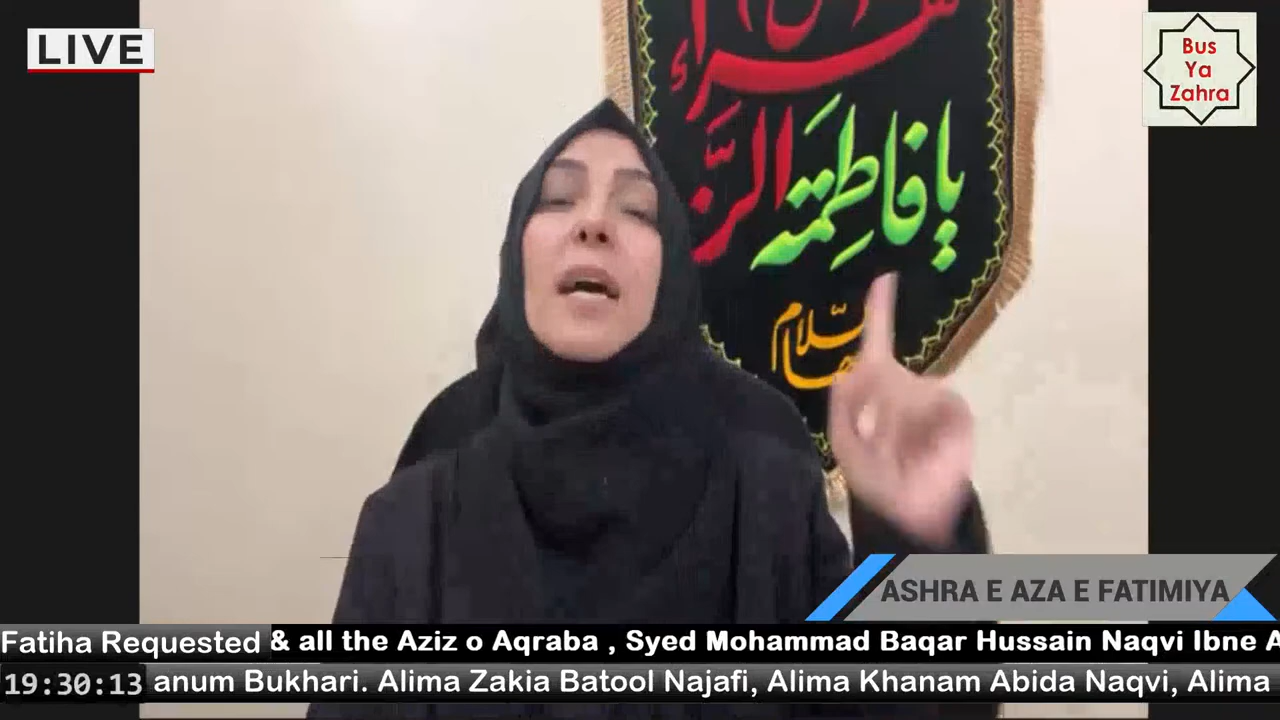 LIVE
Bus
Ya
Zahra
الزهراء
يا فاطمة
ASHRA E AZA E FATIMIYA
Fatiha Requested & all the Aziz o Aqraba , Syed Mohammad Baqar Hussain Naqvi Ibne A
19:30:13 anum Bukhari. Alima Zakia Batool Najafi, Alima Khanam Abida Naqvi, Alima